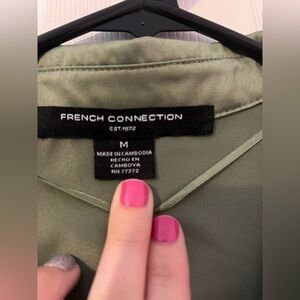 FRENCH CONNECTION
EST.1972
M
MADE IN CAMBODIA
HECHO EN
CAMBOYA
RN 77272